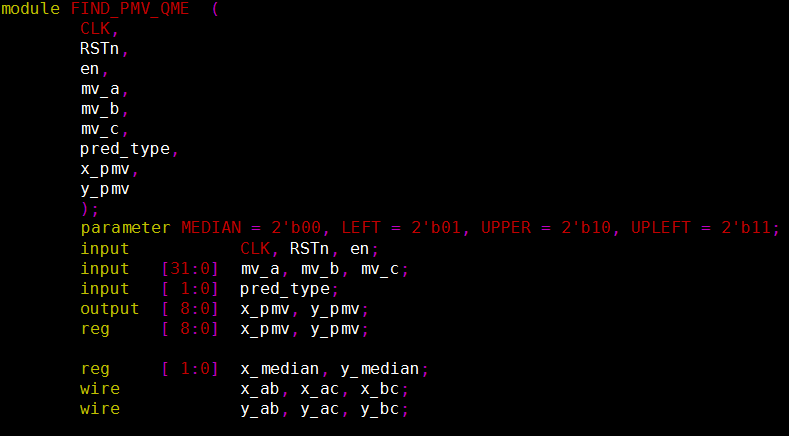 module FIND_PMV_QME  (
        CLK,
        RSTn,
        en,
        mv_a,
        mv_b,
        mv_c,
        pred_type,
        x_pmv,
        y_pmv
        );
        parameter MEDIAN = 2'b00, LEFT = 2'b01, UPPER = 2'b10, UPLEFT = 2'b11;
        input           CLK, RSTn, en;
        input   [31:0]  mv_a, mv_b, mv_c;
        input   [ 1:0]  pred_type;
        output  [ 8:0]  x_pmv, y_pmv;
        reg     [ 8:0]  x_pmv, y_pmv;

        reg     [ 1:0]  x_median, y_median;
        wire            x_ab, x_ac, x_bc;
        wire            y_ab, y_ac, y_bc;